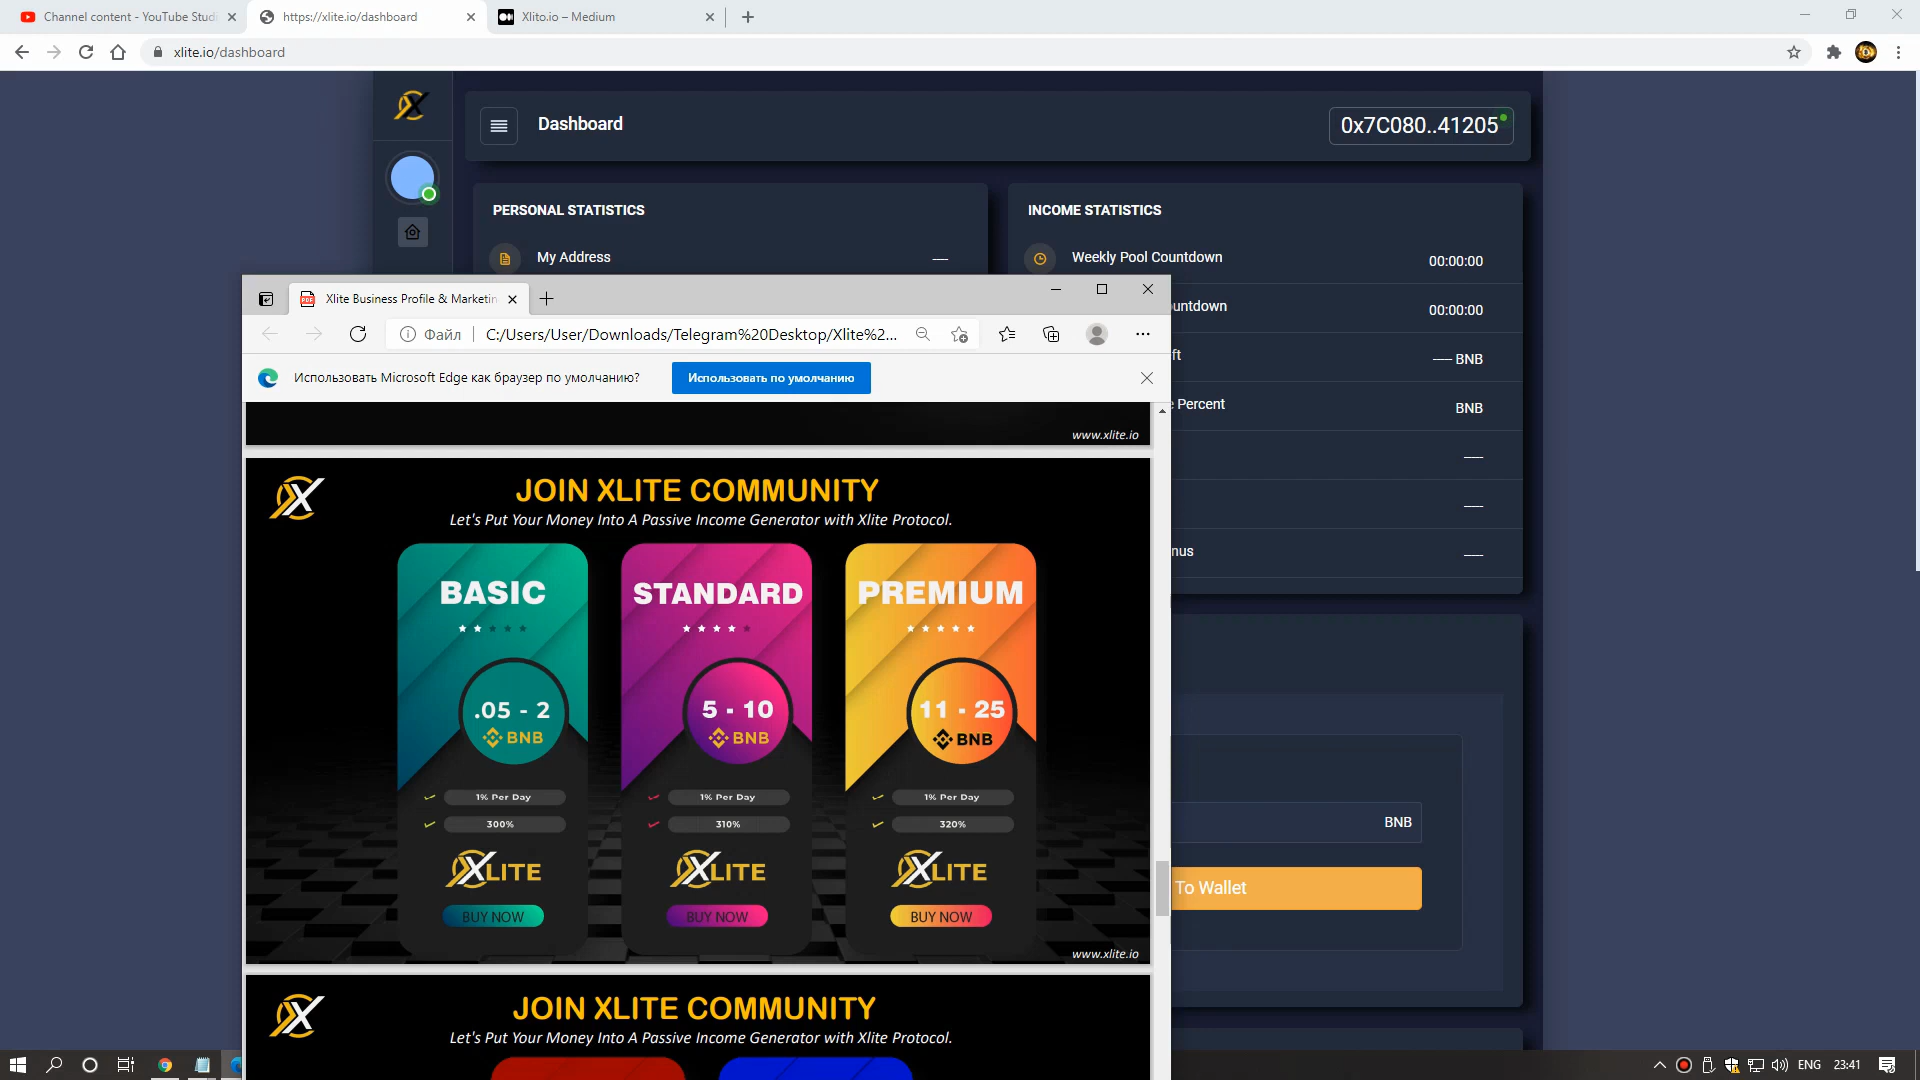 Channel content - YouTube Studi
https://xlite.io/dashboard
Xlito.io – Medium
xlite.io/dashboard
Dashboard
0x7C080..41205
PERSONAL STATISTICS
My Address
INCOME STATISTICS
Weekly Pool Countdown
00:00:00
ountdown
00:00:00
ft
---- BNB
e Percent
BNB
----
----
nus
----
BNB
To Wallet
Xlite Business Profile & Marketin
Файл
C:/Users/User/Downloads/Telegram%20Desktop/Xlite%2...
Использовать Microsoft Edge как браузер по умолчанию?
Использовать по умолчанию
www.xlite.io
JOIN XLITE COMMUNITY
Let's Put Your Money Into A Passive Income Generator with Xlite Protocol.
BASIC
.05 - 2
BNB
1% Per Day
300%
XLITE
BUY NOW
STANDARD
5 - 10
BNB
1% Per Day
310%
XLITE
BUY NOW
PREMIUM
11 - 25
BNB
1% Per Day
320%
XLITE
BUY NOW
www.xlite.io
JOIN XLITE COMMUNITY
Let's Put Your Money Into A Passive Income Generator with Xlite Protocol.
ENG
23:41